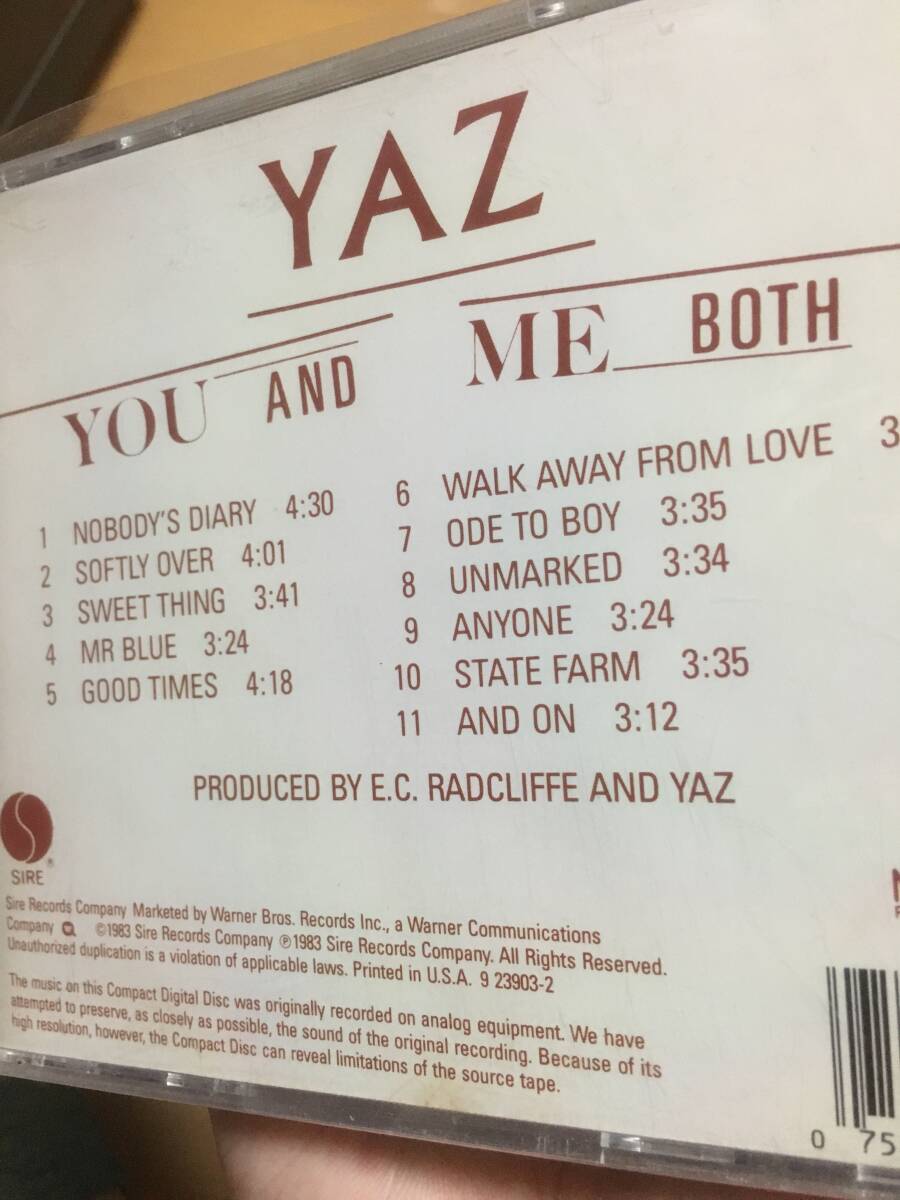 YAZ
YOU AND ME BOTH
1 NOBODY'S DIARY 4:30
2 SOFTLY OVER 4:01
3 SWEET THING 3:41
4 MR BLUE 3:24
5 GOOD TIMES 4:18
6 WALK AWAY FROM LOVE 3
7 ODE TO BOY 3:35
8 UNMARKED 3:34
9 ANYONE 3:24
10 STATE FARM 3:35
11 AND ON 3:12
PRODUCED BY E.C. RADCLIFFE AND YAZ
SIRE ®
Sire Records Company Marketed by Warner Bros. Records Inc., a Warner Communications
Company ©1983 Sire Records Company ℗1983 Sire Records Company. All Rights Reserved.
Unauthorized duplication is a violation of applicable laws. Printed in U.S.A. 9 23903-2
The music on this Compact Digital Disc was originally recorded on analog equipment. We have
attempted to preserve, as closely as possible, the sound of the original recording. Because of its
high resolution, however, the Compact Disc can reveal limitations of the source tape.
0 75